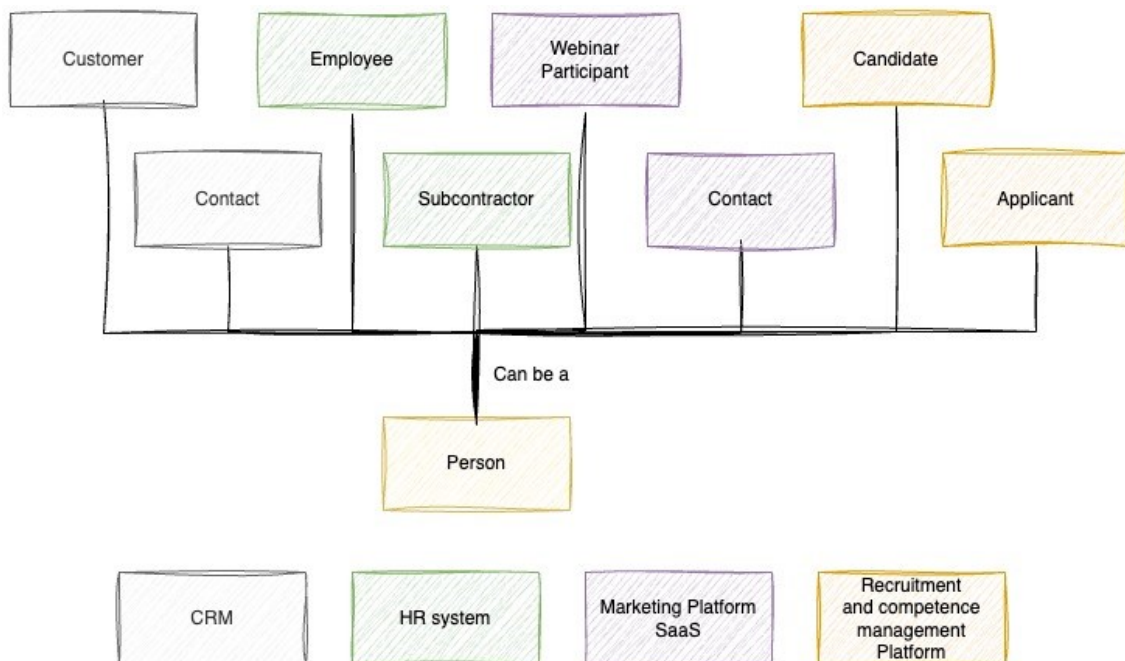 Customer
Employee
Webinar
Participant
Candidate
Contact
Subcontractor
Contact
Applicant
Can be a
Person
CRM
HR system
Marketing Platform
SaaS
Recruitment
and competence
management
Platform